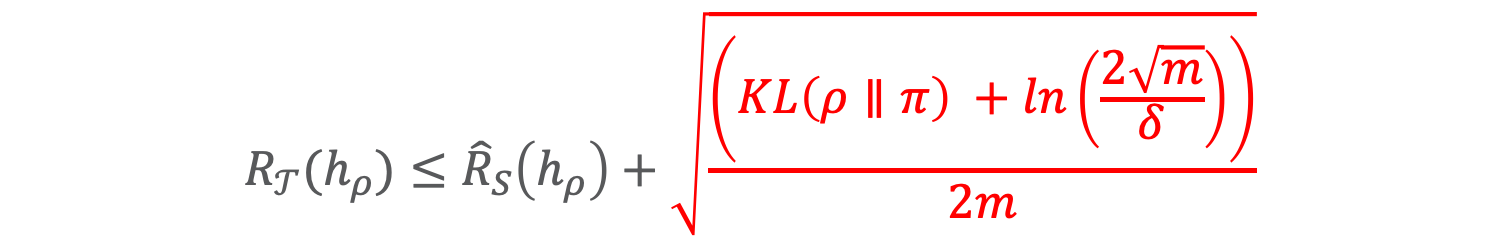 R_𝒯(h_ρ) ≤ R̂_S(h_ρ) + √((KL(ρ ∥ π) + ln(2√m/δ))/2m)